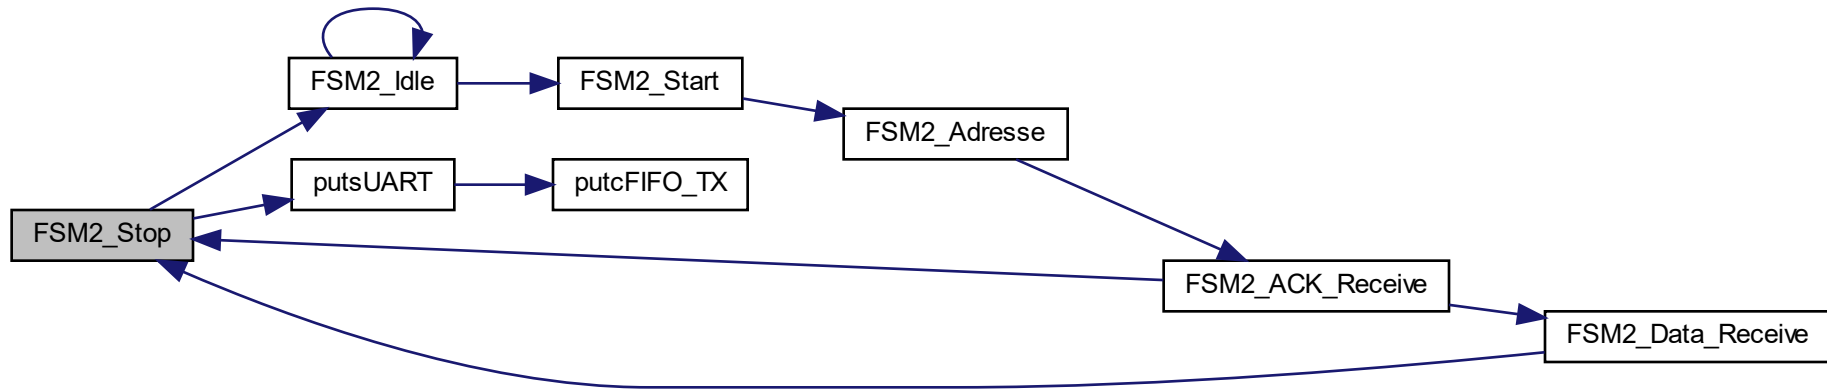 FSM2_Idle
FSM2_Start
FSM2_Adresse
putsUART
putcFIFO_TX
FSM2_Stop
FSM2_ACK_Receive
FSM2_Data_Receive